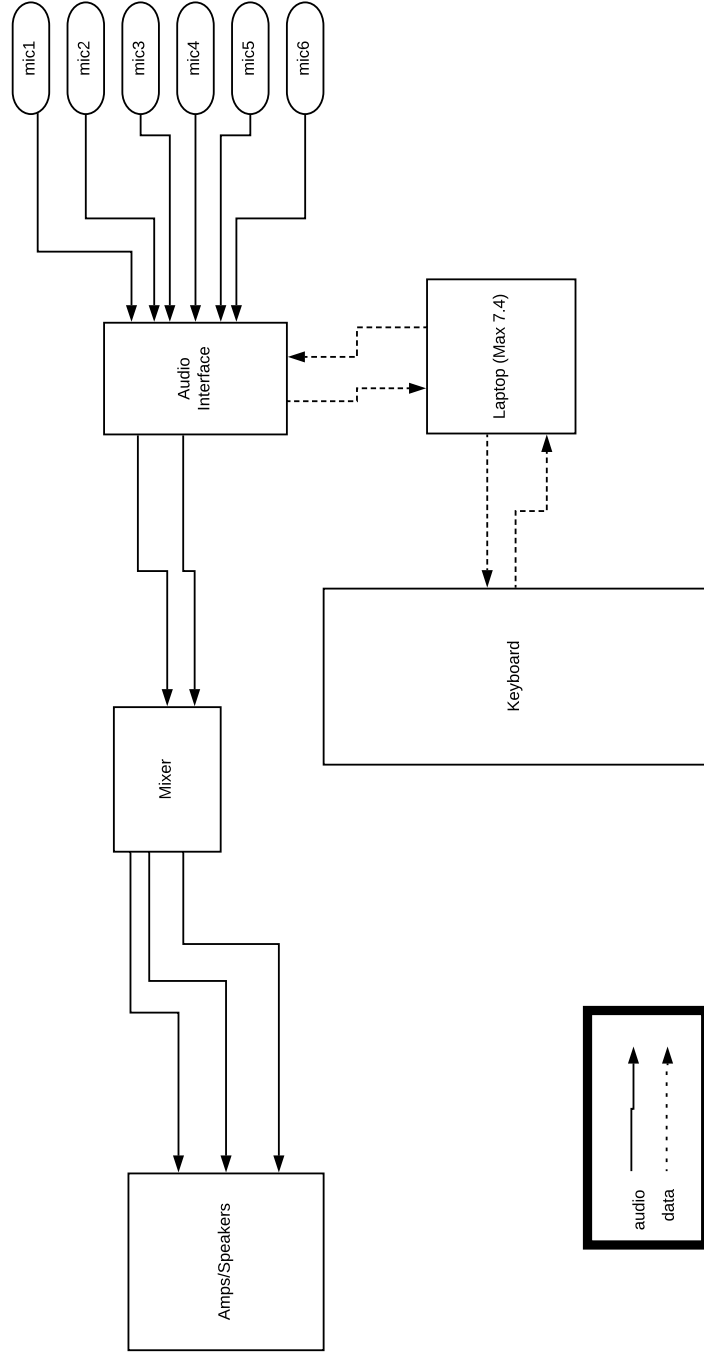 mic1
mic2
mic3
mic4
mic5
mic6
Audio
Interface
Laptop (Max 7.4)
Keyboard
Mixer
Amps/Speakers
audio
data